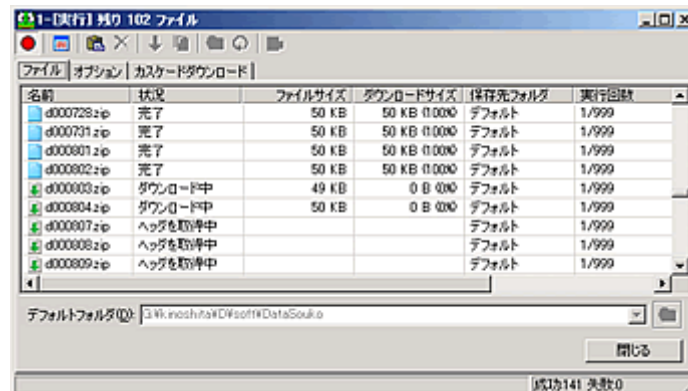 1-[実行] 残り 102 ファイル
ファイル オプション カスケードダウンロード
名前 状況 ファイルサイズ ダウンロードサイズ 保存先フォルダ 実行回数
d000728.zip 完了 50 KB 50 KB (100%) デフォルト 1/999
d000731.zip 完了 50 KB 50 KB (100%) デフォルト 1/999
d000801.zip 完了 50 KB 50 KB (100%) デフォルト 1/999
d000802.zip 完了 50 KB 50 KB (100%) デフォルト 1/999
d000803.zip ダウンロード中 49 KB 0 B (0%) デフォルト 1/999
d000804.zip ダウンロード中 50 KB 0 B (0%) デフォルト 1/999
d000807.zip ヘッダを取得中 デフォルト 1/999
d000808.zip ヘッダを取得中 デフォルト 1/999
d000809.zip ヘッダを取得中 デフォルト 1/999
デフォルトフォルダ(D): G:¥kinoshita¥D¥soft¥DataSouko
閉じる
成功141 失敗:0